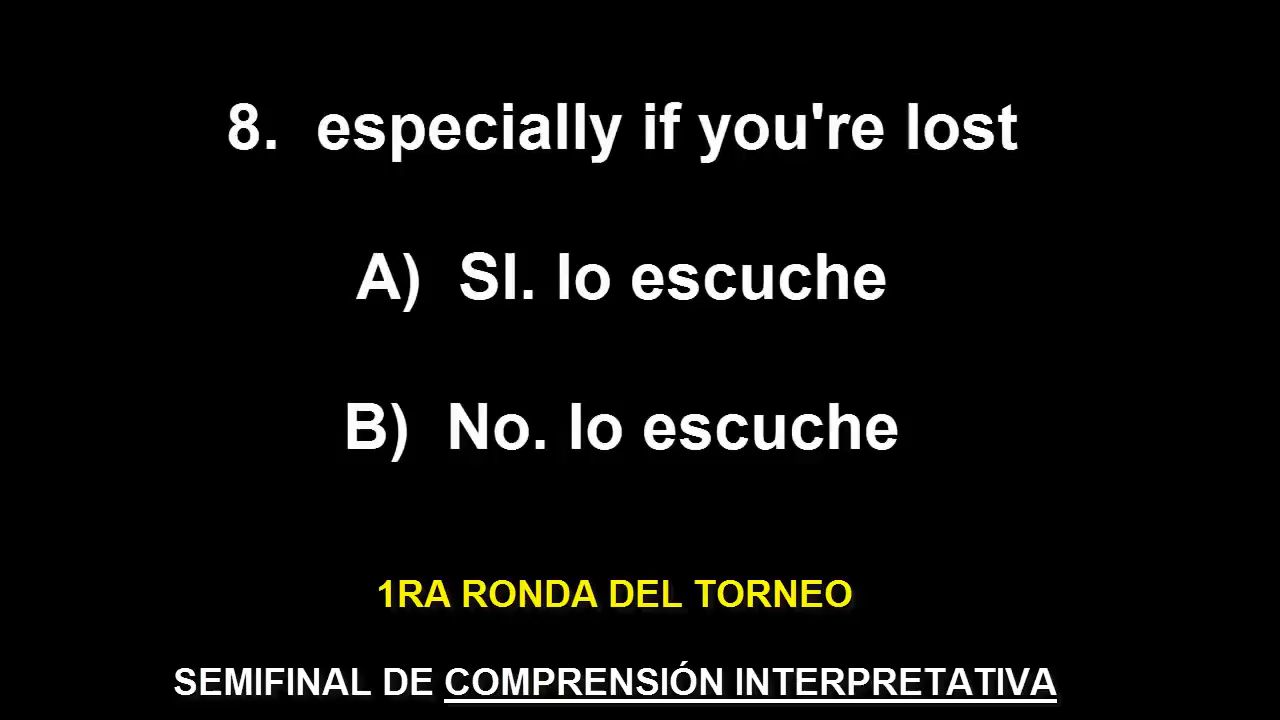 8. especially if you're lost
A) SI. lo escuche
B) No. lo escuche
1RA RONDA DEL TORNEO
SEMIFINAL DE COMPRENSIÓN INTERPRETATIVA